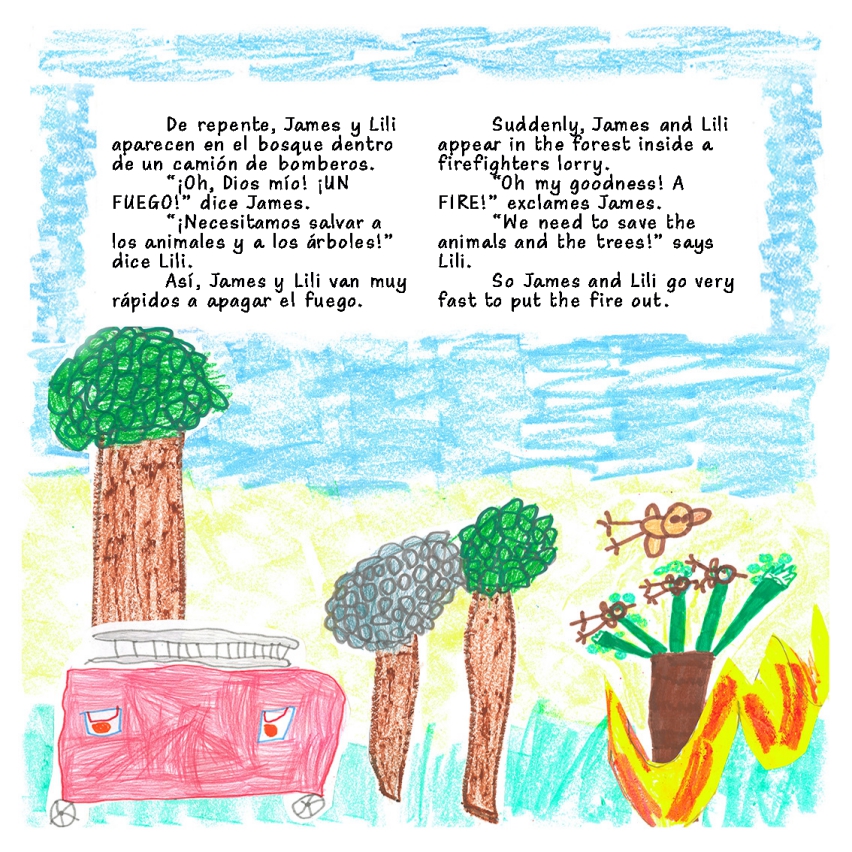 De repente, James y Lili
aparecen en el bosque dentro
de un camión de bomberos.
“¡Oh, Dios mío! ¡UN
FUEGO!” dice James.
“¡Necesitamos salvar a
los animales y a los árboles!”
dice Lili.
Así, James y Lili van muy
rápidos a apagar el fuego.
Suddenly, James and Lili
appear in the forest inside a
firefighters lorry.
“Oh my goodness! A
FIRE!” exclames James.
“We need to save the
animals and the trees!” says
Lili.
So James and Lili go very
fast to put the fire out.